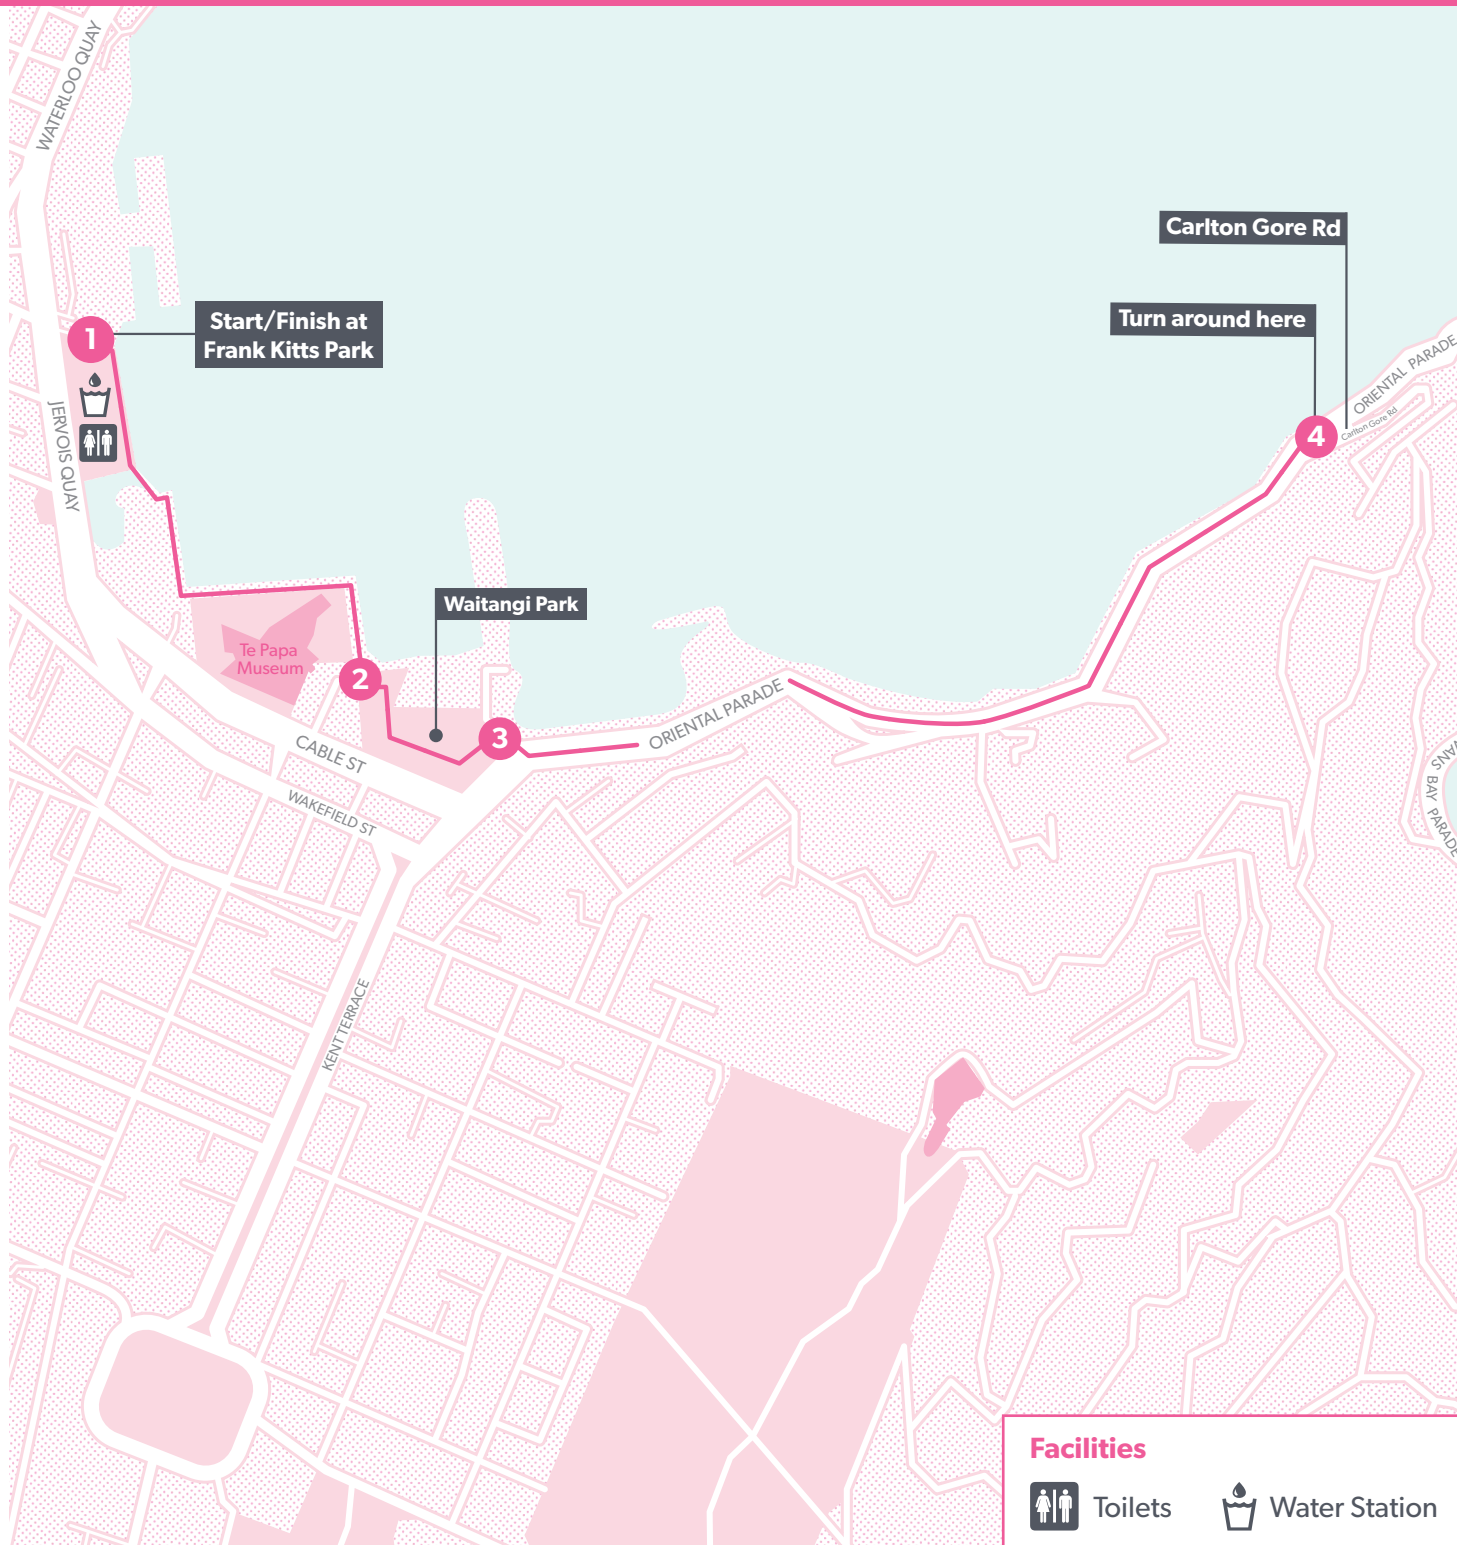 WATERLOO QUAY
Carlton Gore Rd
Turn around here
Start/Finish at
Frank Kitts Park
1
ORIENTAL PARADE
Carlton Gore Rd
4
JERVOIS QUAY
Waitangi Park
Te Papa
Museum
2
3
ORIENTAL PARADE
CABLE ST
WAKEFIELD ST
BAY PARADE
KENT TERRACE
Facilities
Toilets
Water Station